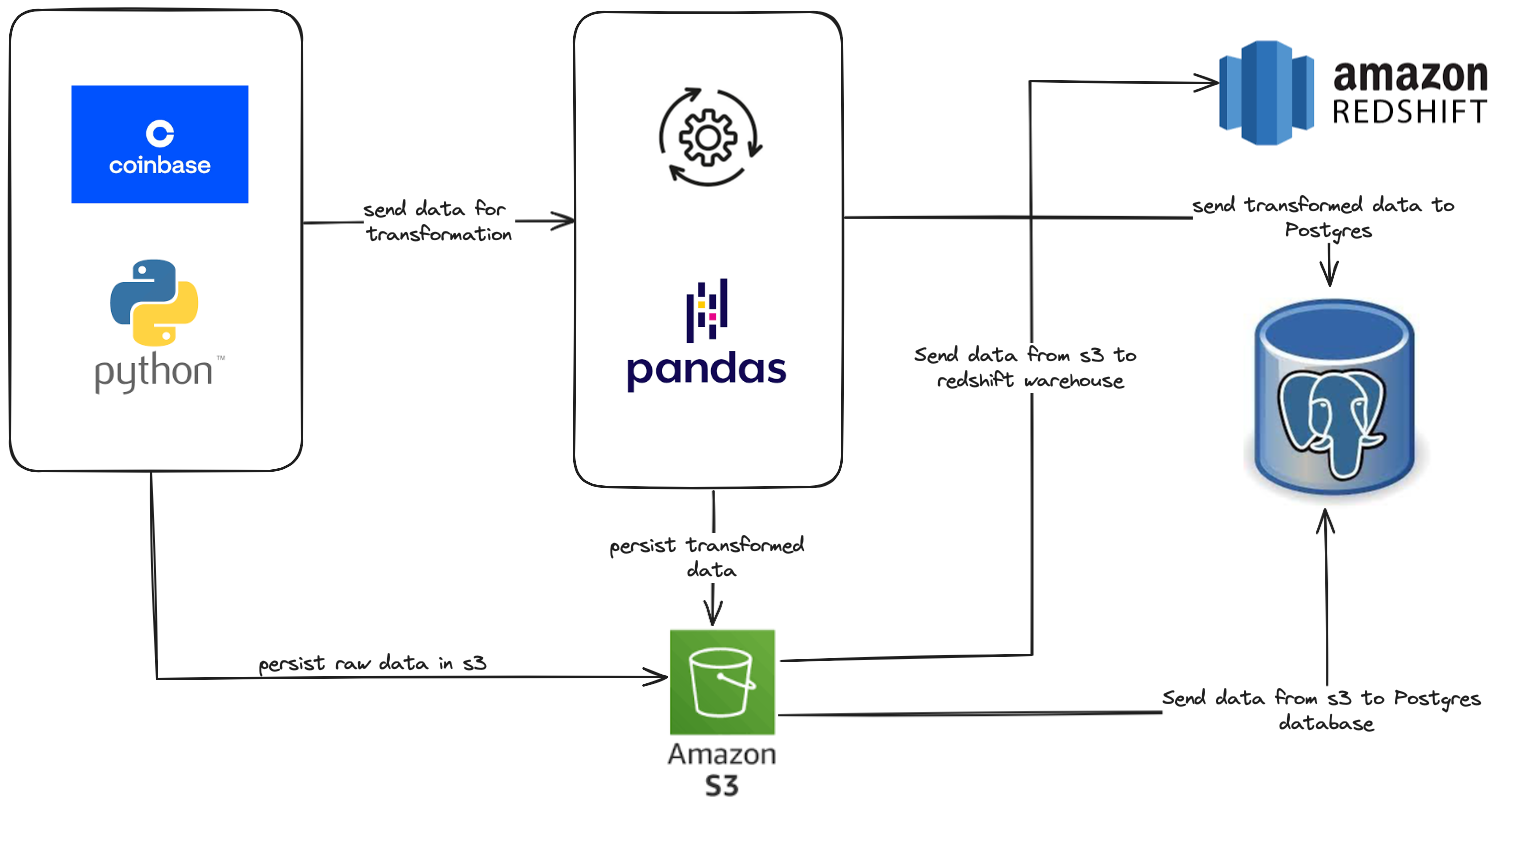 coinbase
python™
send data for
transformation
pandas
amazon
REDSHIFT
send transformed data to
Postgres
Send data from s3 to
redshift warehouse
persist transformed
data
persist raw data in s3
Amazon
S3
Send data from s3 to Postgres
database